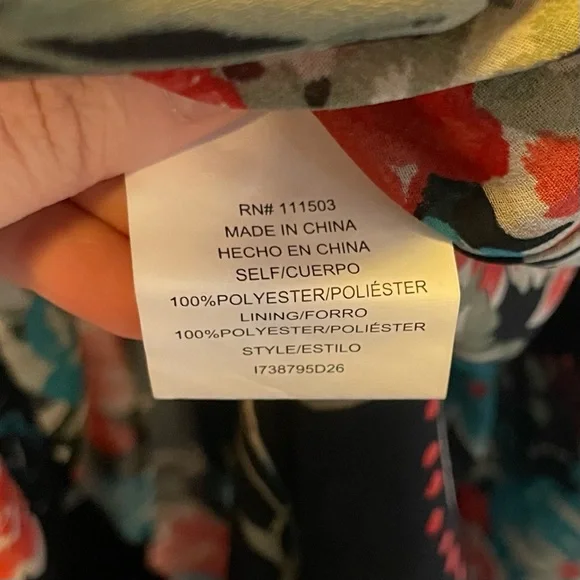 RN# 111503
MADE IN CHINA
HECHO EN CHINA
SELF/CUERPO
100%POLYESTER/POLIÉSTER
LINING/FORRO
100%POLYESTER/POLIÉSTER
STYLE/ESTILO
I738795D26